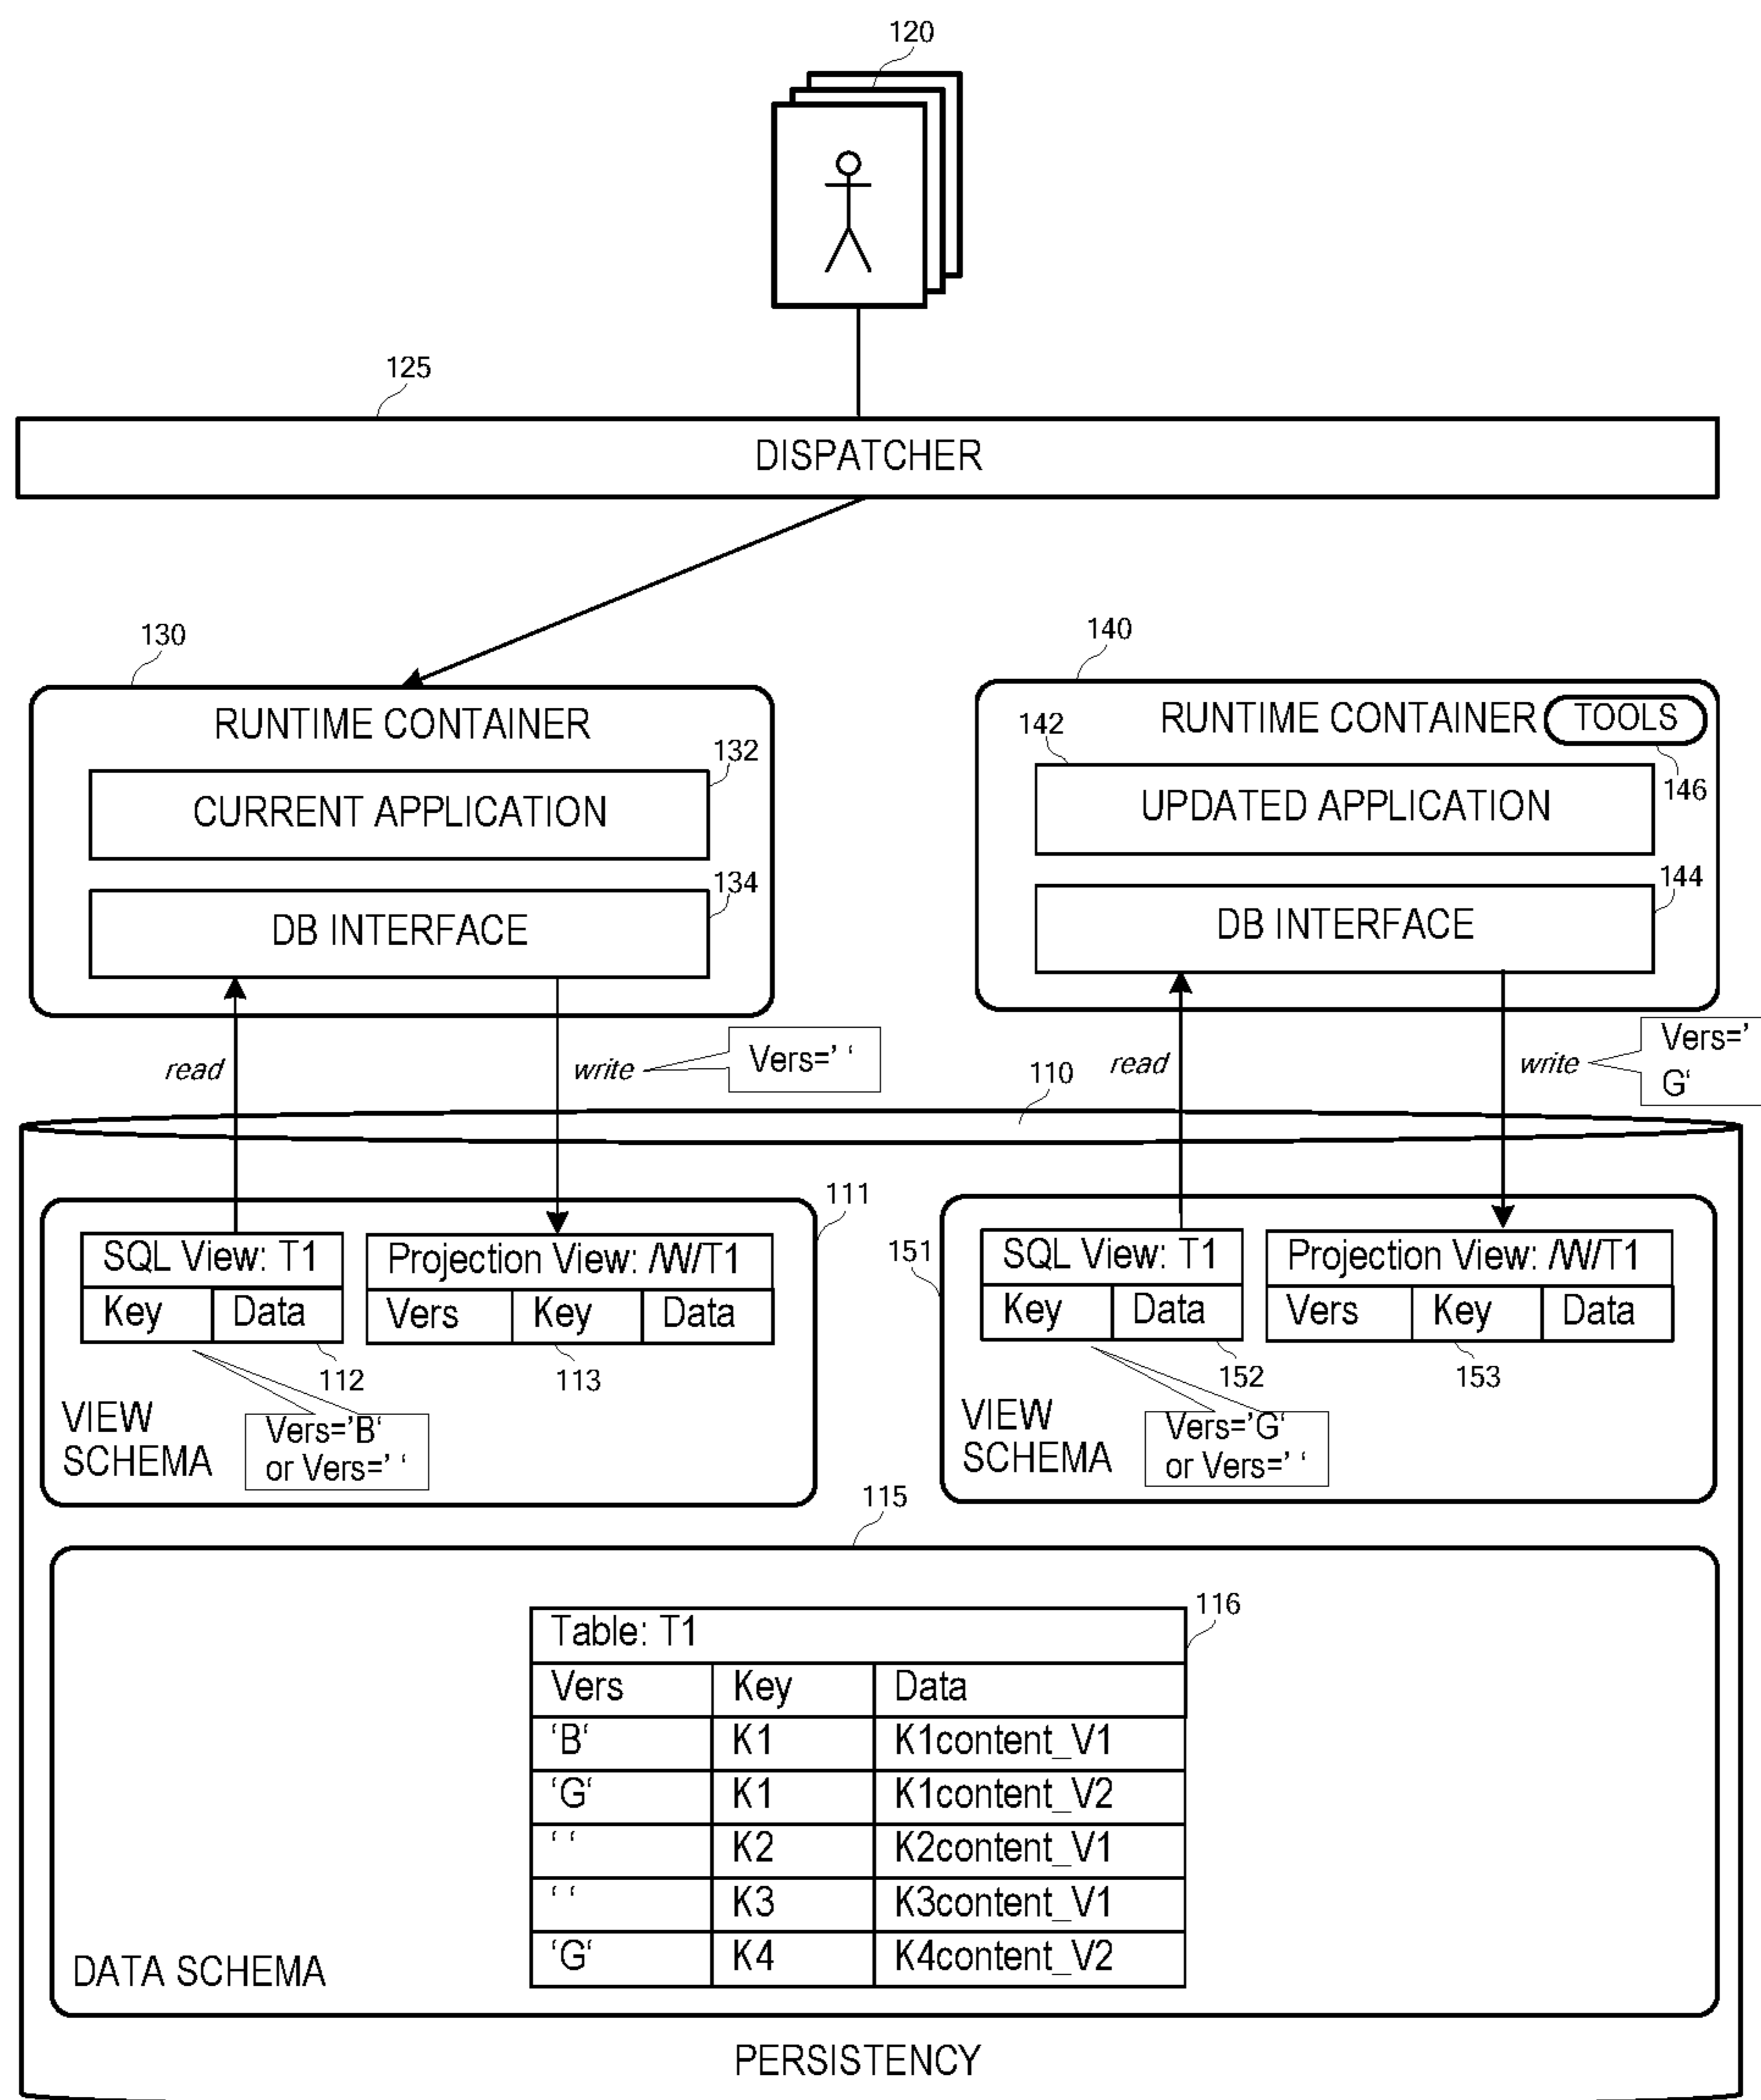 120
125
DISPATCHER
130
RUNTIME CONTAINER
132
CURRENT APPLICATION
134
DB INTERFACE
140
RUNTIME CONTAINER
TOOLS
142
146
UPDATED APPLICATION
144
DB INTERFACE
read
write
Vers=’ ‘
110
read
write
Vers=’
G‘
111
SQL View: T1
Key Data
112
Projection View: /W/T1
Vers Key Data
113
VIEW
SCHEMA
Vers=’B‘
or Vers=’ ‘
151
SQL View: T1
Key Data
152
Projection View: /W/T1
Vers Key Data
153
VIEW
SCHEMA
Vers=’G‘
or Vers=’ ‘
115
116
Table: T1
Vers Key Data
‘B‘ K1 K1content_V1
‘G‘ K1 K1content_V2
‘ ‘ K2 K2content_V1
‘ ‘ K3 K3content_V1
‘G‘ K4 K4content_V2
DATA SCHEMA
PERSISTENCY